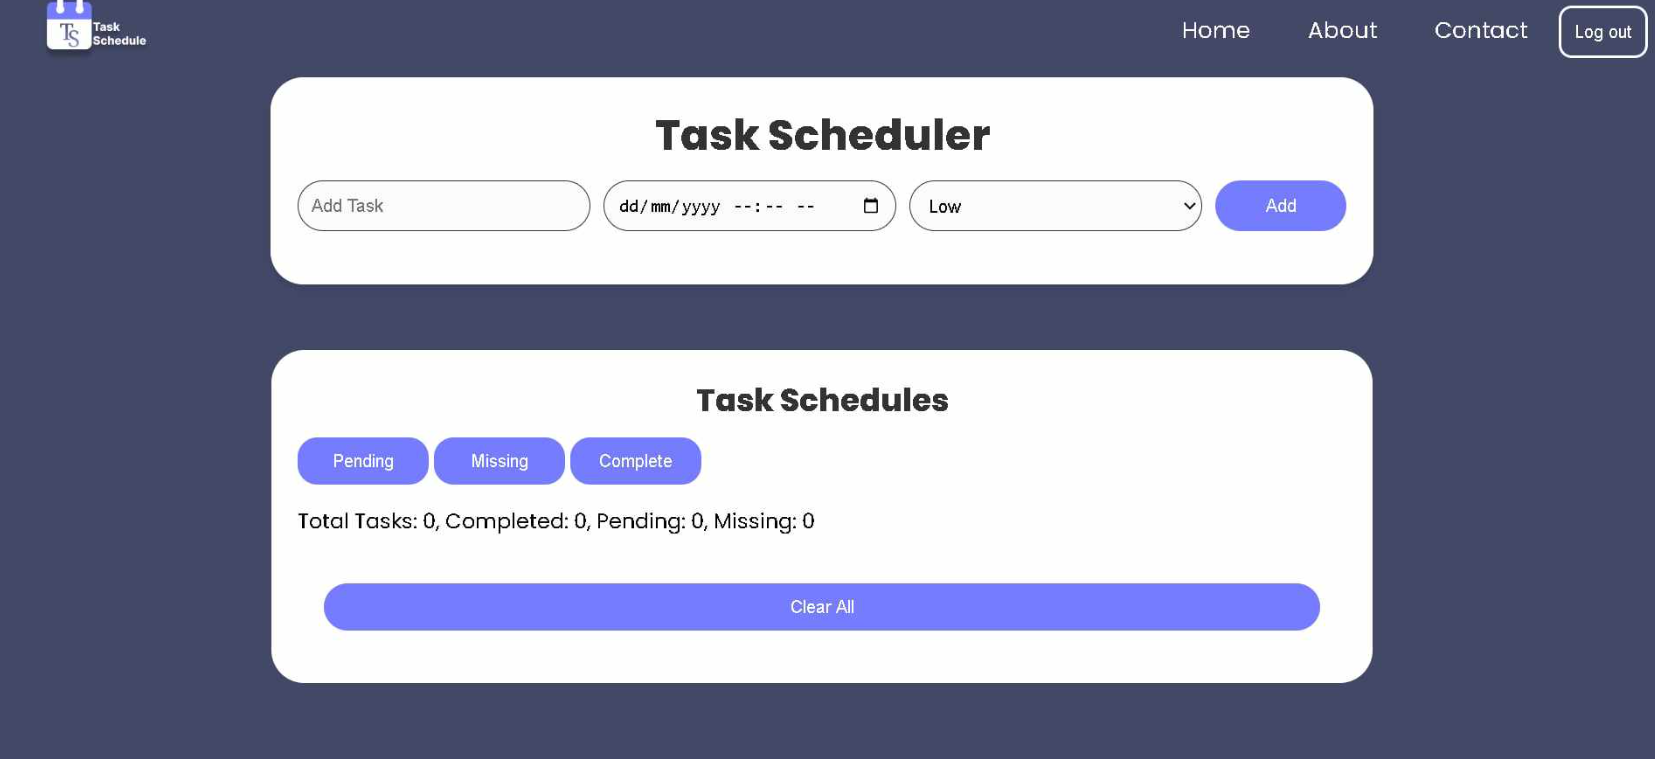 TS Task
Schedule
Home About Contact Log out
Task Scheduler
Add Task dd/mm/yyyy --:-- -- Low Add
Task Schedules
Pending Missing Complete
Total Tasks: 0, Completed: 0, Pending: 0, Missing: 0
Clear All